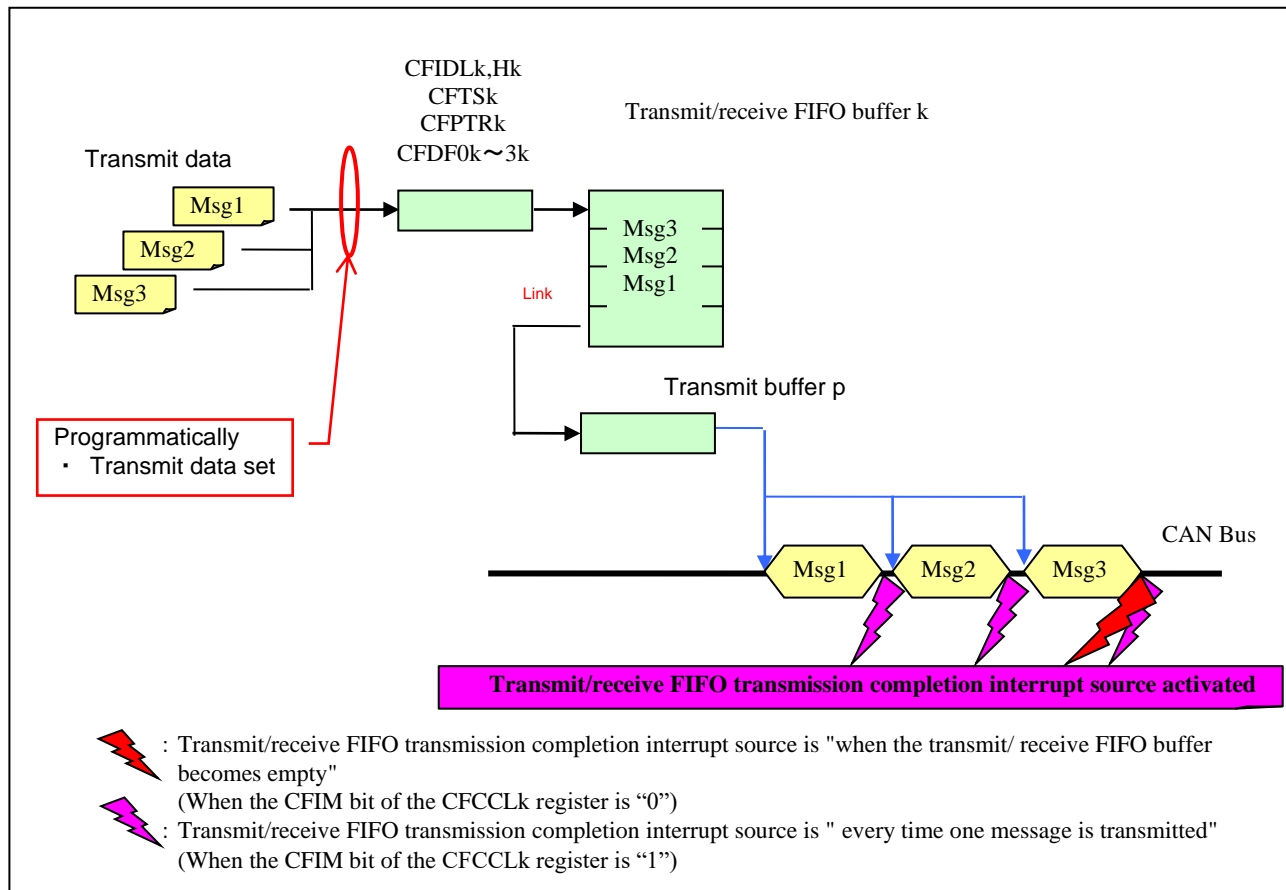 CFIDLk,Hk
CFTSk
CFPTRk
CFDF0k～3k
Transmit/receive FIFO buffer k
Transmit data
Msg1
Msg2
Msg3
Msg3
Msg2
Msg1
Link
Transmit buffer p
Programmatically
・ Transmit data set
CAN Bus
Msg1
Msg2
Msg3
Transmit/receive FIFO transmission completion interrupt source activated
: Transmit/receive FIFO transmission completion interrupt source is "when the transmit/ receive FIFO buffer
becomes empty"
(When the CFIM bit of the CFCCLk register is “0”)
: Transmit/receive FIFO transmission completion interrupt source is " every time one message is transmitted"
(When the CFIM bit of the CFCCLk register is “1”)